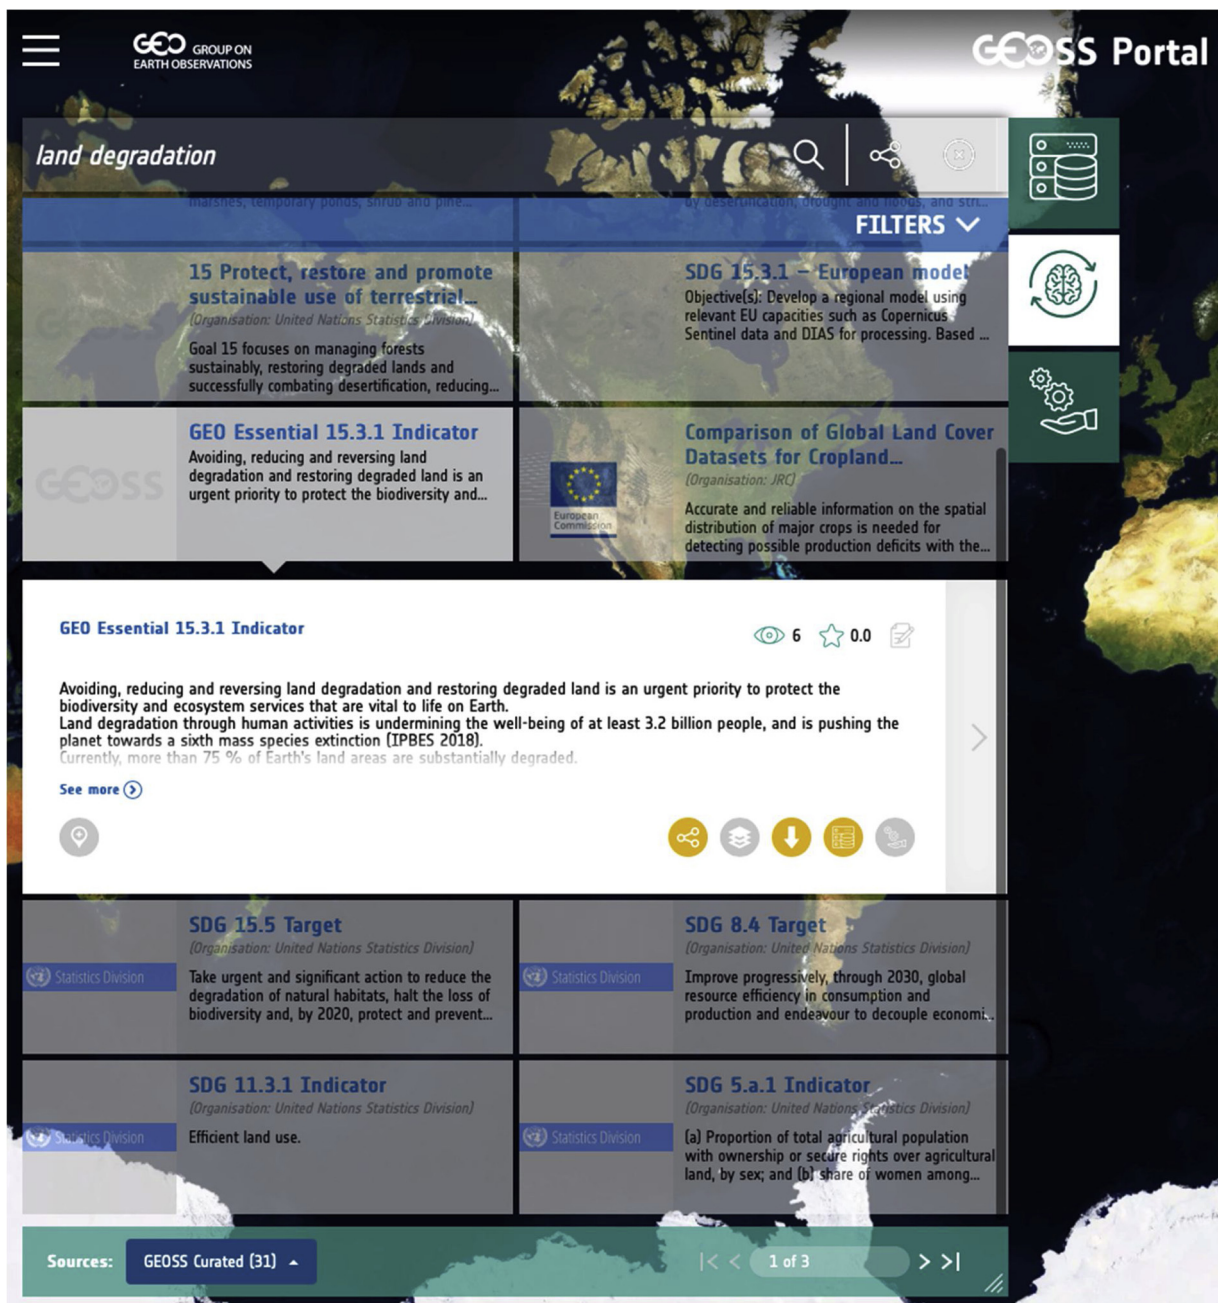 GEO GROUP ON
EARTH OBSERVATIONS
GEOSS Portal
land degradation
marshes, temporary ponds, shrub and pine...
by desertification, drought and floods, and stri...
FILTERS
15 Protect, restore and promote
sustainable use of terrestrial...
(Organisation: United Nations Statistics Division)
Goal 15 focuses on managing forests
sustainably, restoring degraded lands and
successfully combating desertification, reducing...
SDG 15.3.1 – European model
Objective(s): Develop a regional model using
relevant EU capacities such as Copernicus
Sentinel data and DIAS for processing. Based ...
GEOSS
GEO Essential 15.3.1 Indicator
Avoiding, reducing and reversing land
degradation and restoring degraded land is an
urgent priority to protect the biodiversity and...
European
Commission
Comparison of Global Land Cover
Datasets for Cropland...
(Organisation: JRC)
Accurate and reliable information on the spatial
distribution of major crops is needed for
detecting possible production deficits with the...
GEO Essential 15.3.1 Indicator
6
0.0
Avoiding, reducing and reversing land degradation and restoring degraded land is an urgent priority to protect the
biodiversity and ecosystem services that are vital to life on Earth.
Land degradation through human activities is undermining the well-being of at least 3.2 billion people, and is pushing the
planet towards a sixth mass species extinction (IPBES 2018).
Currently, more than 75 % of Earth's land areas are substantially degraded.
See more
Statistics Division
SDG 15.5 Target
(Organisation: United Nations Statistics Division)
Take urgent and significant action to reduce the
degradation of natural habitats, halt the loss of
biodiversity and, by 2020, protect and prevent...
Statistics Division
SDG 8.4 Target
(Organisation: United Nations Statistics Division)
Improve progressively, through 2030, global
resource efficiency in consumption and
production and endeavour to decouple economi...
Statistics Division
SDG 11.3.1 Indicator
(Organisation: United Nations Statistics Division)
Efficient land use.
Statistics Division
SDG 5.a.1 Indicator
(Organisation: United Nations Statistics Division)
(a) Proportion of total agricultural population
with ownership or secure rights over agricultural
land, by sex; and (b) share of women among...
Sources:
GEOSS Curated (31)
|< <
1 of 3
> >|